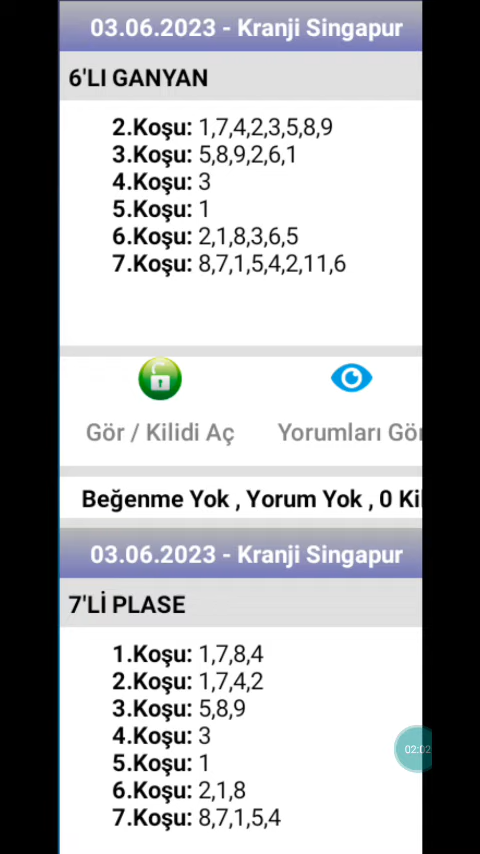 03.06.2023 - Kranji Singapur
6'LI GANYAN
2.Koşu: 1,7,4,2,3,5,8,9
3.Koşu: 5,8,9,2,6,1
4.Koşu: 3
5.Koşu: 1
6.Koşu: 2,1,8,3,6,5
7.Koşu: 8,7,1,5,4,2,11,6
Gör / Kilidi Aç Yorumları Gör
Beğenme Yok , Yorum Yok , 0 Kil
03.06.2023 - Kranji Singapur
7'Lİ PLASE
1.Koşu: 1,7,8,4
2.Koşu: 1,7,4,2
3.Koşu: 5,8,9
4.Koşu: 3
02:02
5.Koşu: 1
6.Koşu: 2,1,8
7.Koşu: 8,7,1,5,4